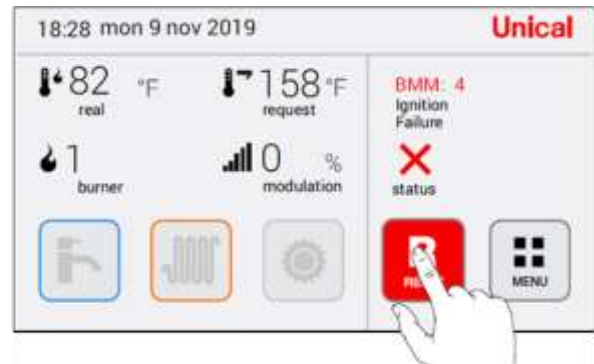 18:28 mon 9 nov 2019
Unical
82 °F
real
158 °F
request
BMM: 4
Ignition
Failure
1
burner
0 %
modulation
status
MENU